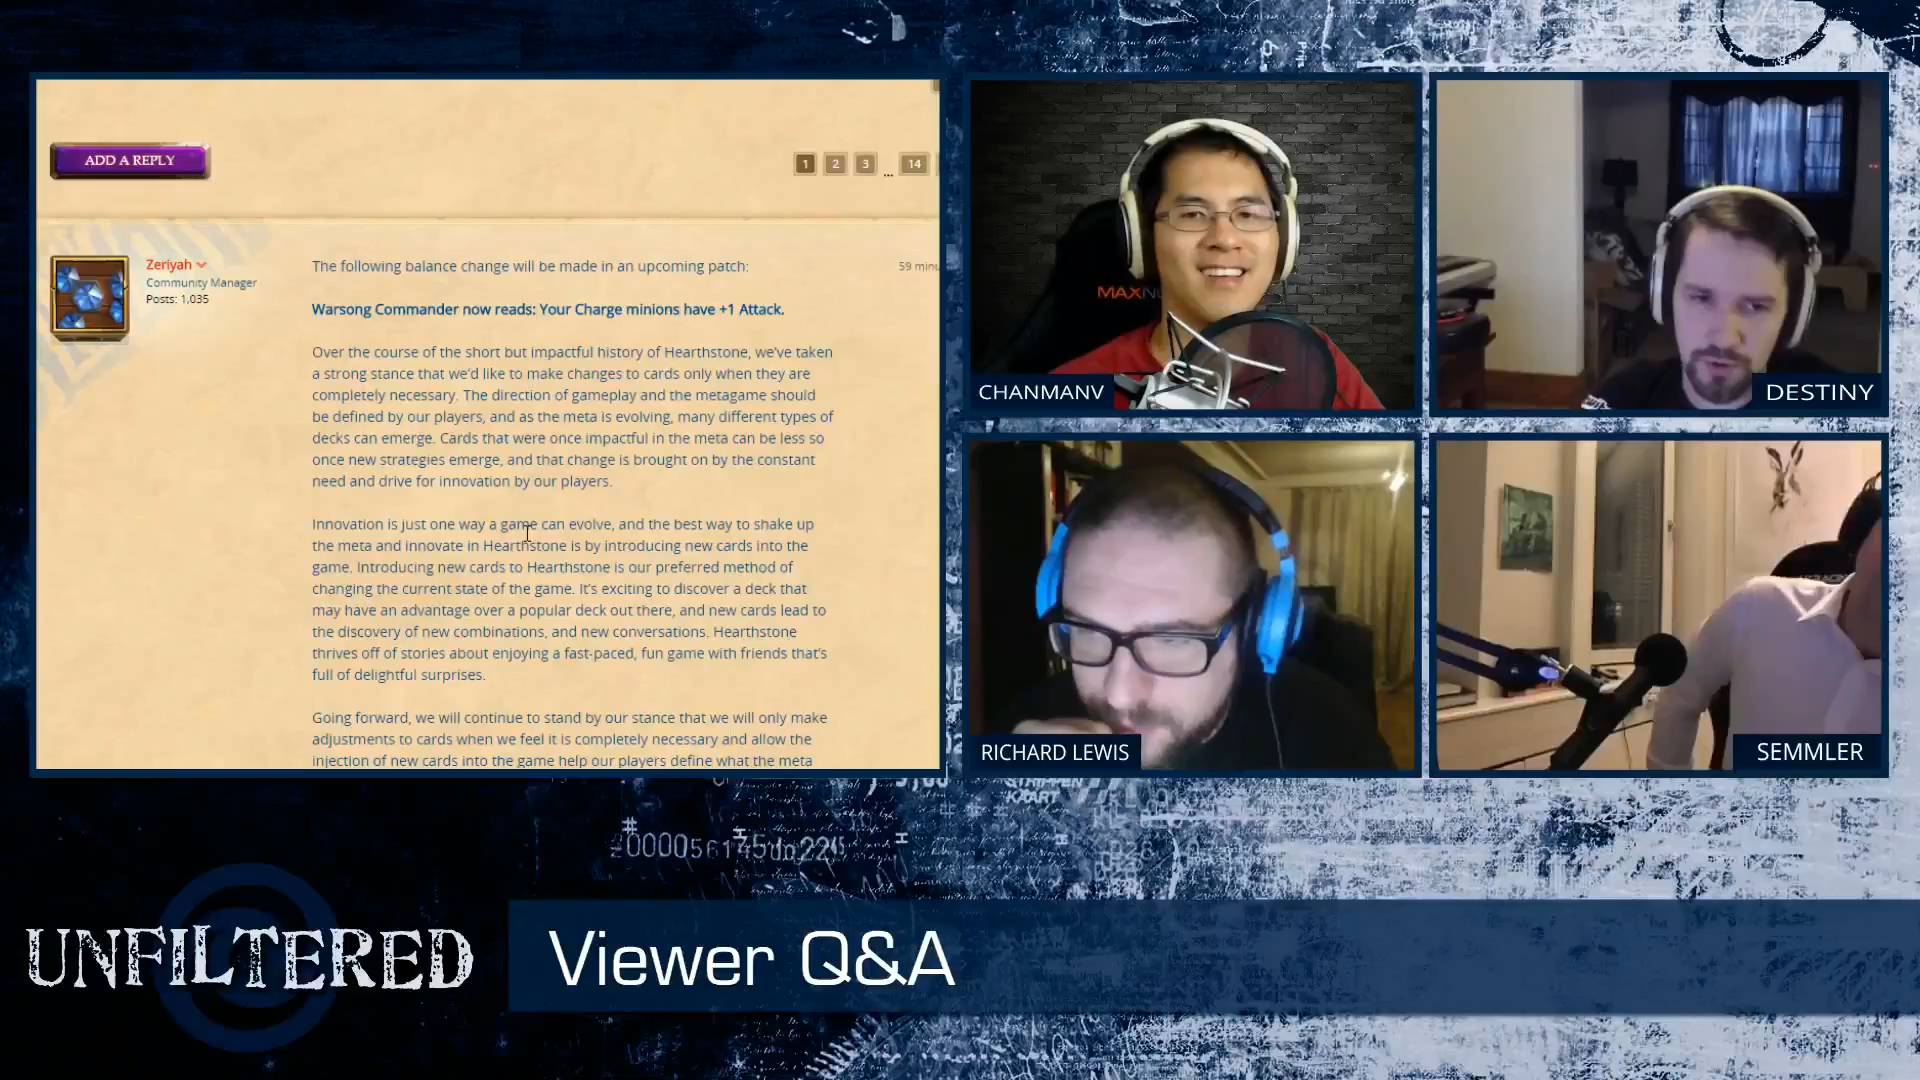 ADD A REPLY
1 2 3 ... 14
Zeriyah
Community Manager
Posts: 1,035
The following balance change will be made in an upcoming patch:
59 minu
Warsong Commander now reads: Your Charge minions have +1 Attack.
Over the course of the short but impactful history of Hearthstone, we've taken
a strong stance that we'd like to make changes to cards only when they are
completely necessary. The direction of gameplay and the metagame should
be defined by our players, and as the meta is evolving, many different types of
decks can emerge. Cards that were once impactful in the meta can be less so
once new strategies emerge, and that change is brought on by the constant
need and drive for innovation by our players.
Innovation is just one way a game can evolve, and the best way to shake up
the meta and innovate in Hearthstone is by introducing new cards into the
game. Introducing new cards to Hearthstone is our preferred method of
changing the current state of the game. It's exciting to discover a deck that
may have an advantage over a popular deck out there, and new cards lead to
the discovery of new combinations, and new conversations. Hearthstone
thrives off of stories about enjoying a fast-paced, fun game with friends that's
full of delightful surprises.
Going forward, we will continue to stand by our stance that we will only make
adjustments to cards when we feel it is completely necessary and allow the
injection of new cards into the game help our players define what the meta
MAXN
CHANMANV
DESTINY
RICHARD LEWIS
SEMMLER
UNFILTERED
Viewer Q&A